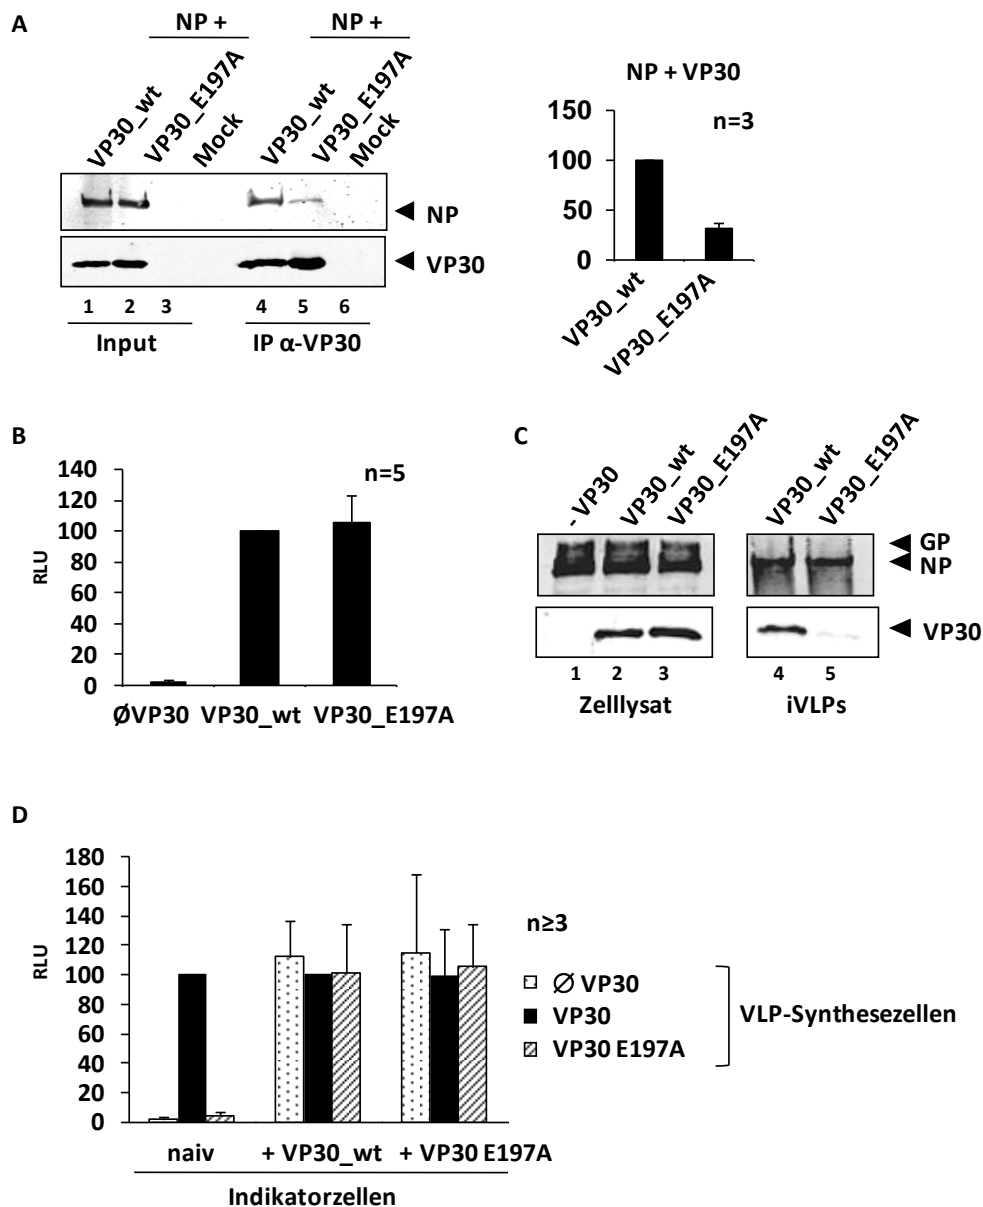 A
NP +
NP +
VP30_wt
VP30_E197A
Mock
VP30_wt
VP30_E197A
Mock
NP
VP30
1 2 3 4 5 6
Input
IP α-VP30
NP + VP30
n=3
150
100
50
0
VP30_wt
VP30_E197A
B
n=5
RLU
140
120
100
80
60
40
20
0
ØVP30 VP30_wt VP30_E197A
C
- VP30
VP30_wt
VP30_E197A
VP30_wt
VP30_E197A
GP
NP
VP30
1 2 3 4 5
Zelllysat
iVLPs
D
RLU
180
160
140
120
100
80
60
40
20
0
n≥3
∅ VP30
VP30
VP30 E197A
VLP-Synthesezellen
naiv + VP30_wt + VP30 E197A
Indikatorzellen